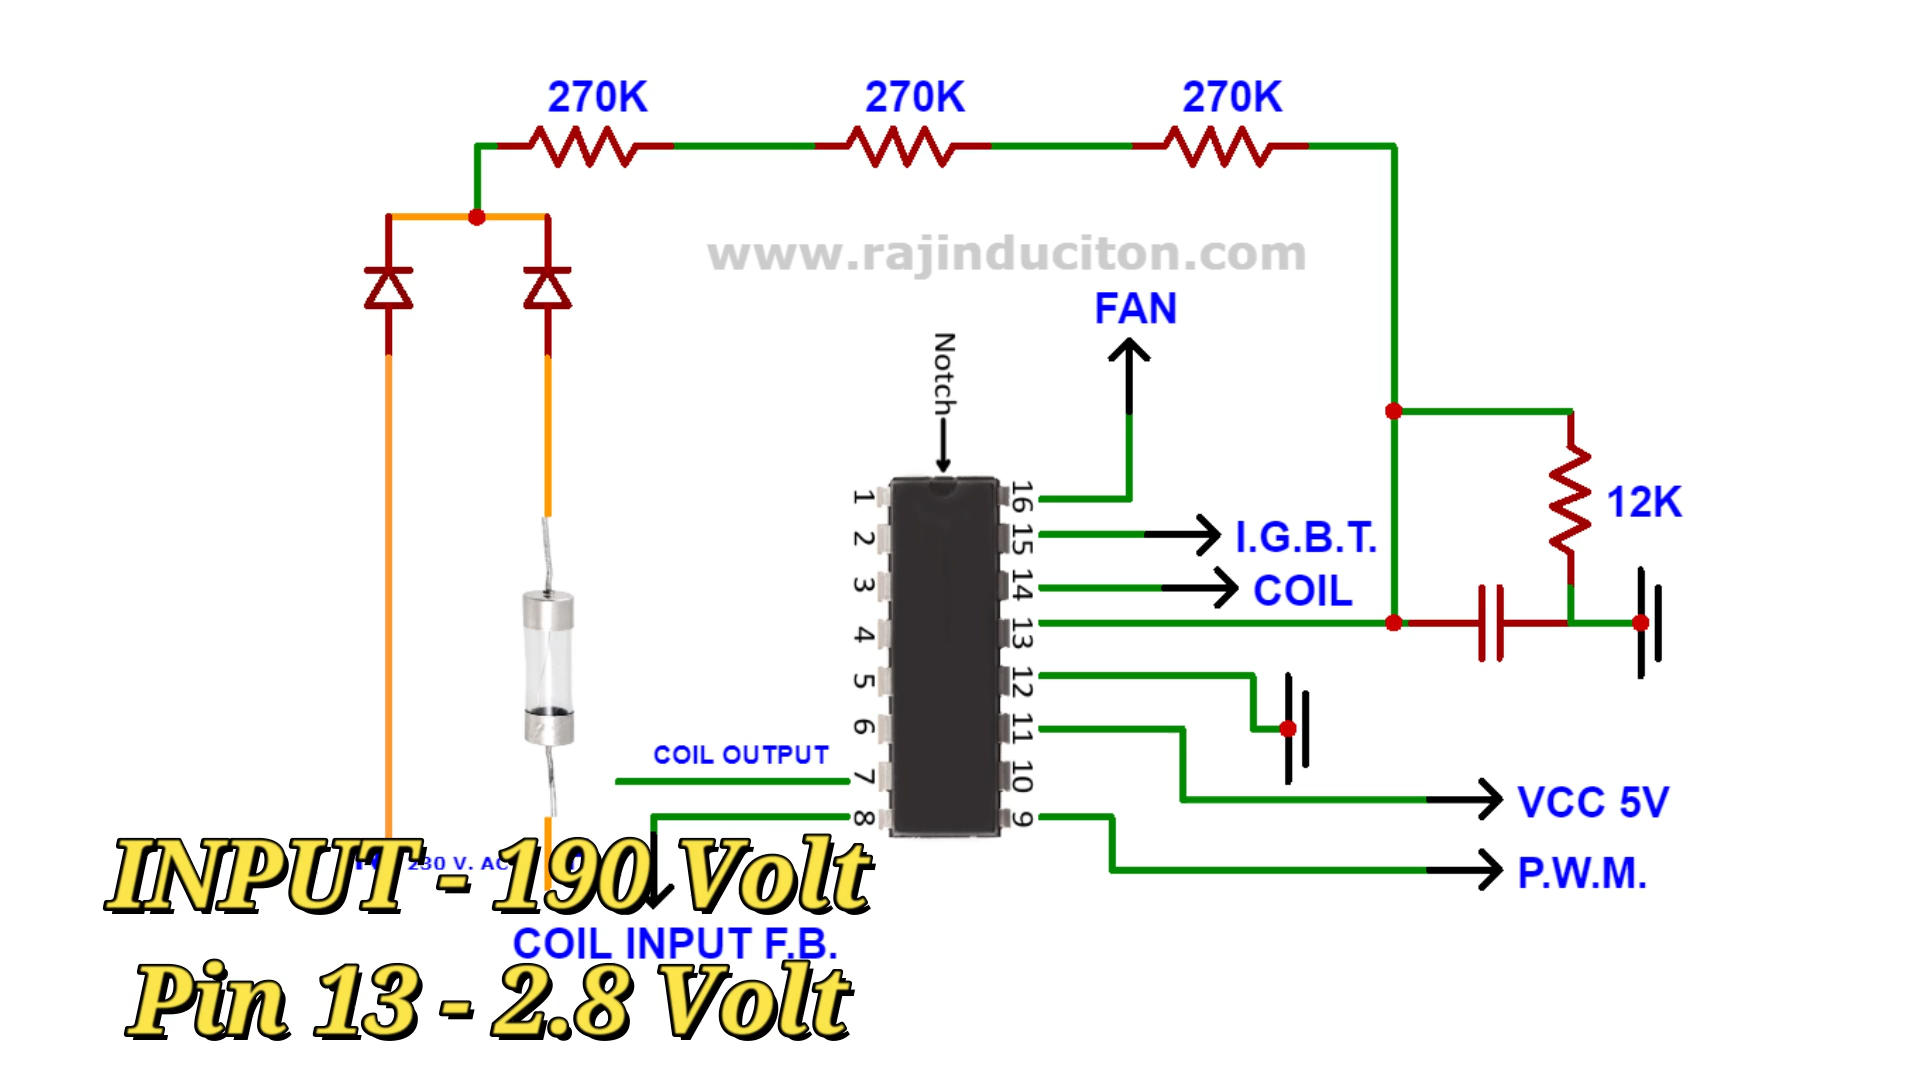 270K 270K 270K
www.rajinduciton.com
FAN
Notch
1 16
2 15 I.G.B.T. 12K
3 14 COIL
4 13
5 12
6 11
COIL OUTPUT
7 10 VCC 5V
8 9
230 V. AC
INPUT - 190 Volt P.W.M.
COIL INPUT F.B.
Pin 13 - 2.8 Volt